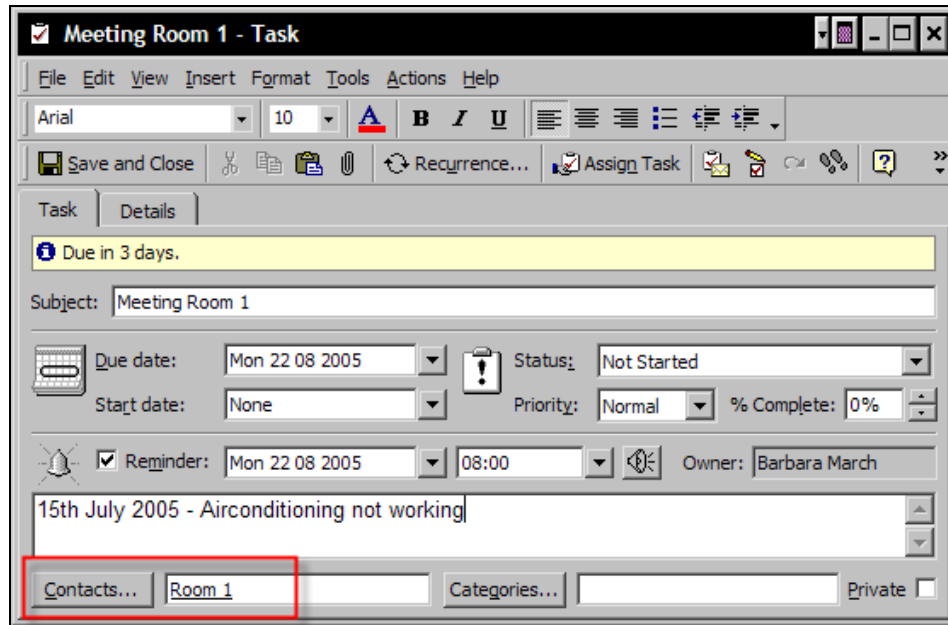 Meeting Room 1 - Task
File Edit View Insert Format Tools Actions Help
Arial 10 A B I U
Save and Close Recurrence... Assign Task
Task Details
Due in 3 days.
Subject: Meeting Room 1
Due date: Mon 22 08 2005 Status: Not Started
Start date: None Priority: Normal % Complete: 0%
Reminder: Mon 22 08 2005 08:00 Owner: Barbara March
15th July 2005 - Airconditioning not working
Contacts... Room 1 Categories... Private